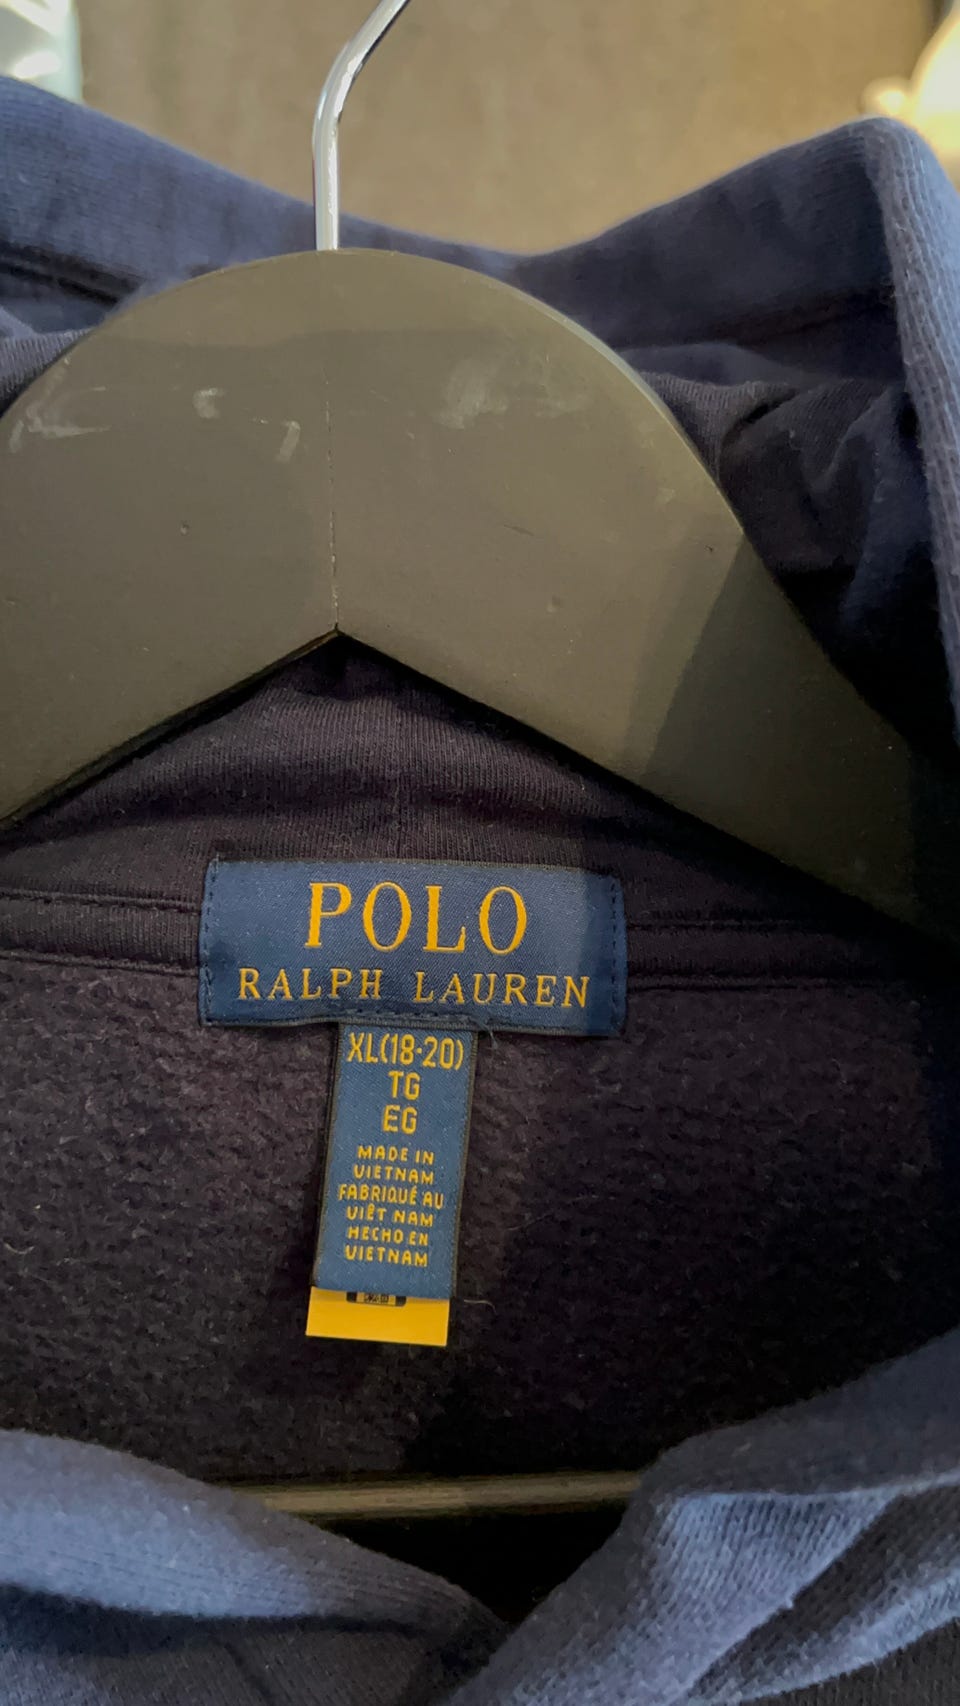 POLO
RALPH LAUREN
XL(18-20)
TG
EG
MADE IN
VIETNAM
FABRIQUÉ AU
VIÊT NAM
HECHO EN
VIETNAM